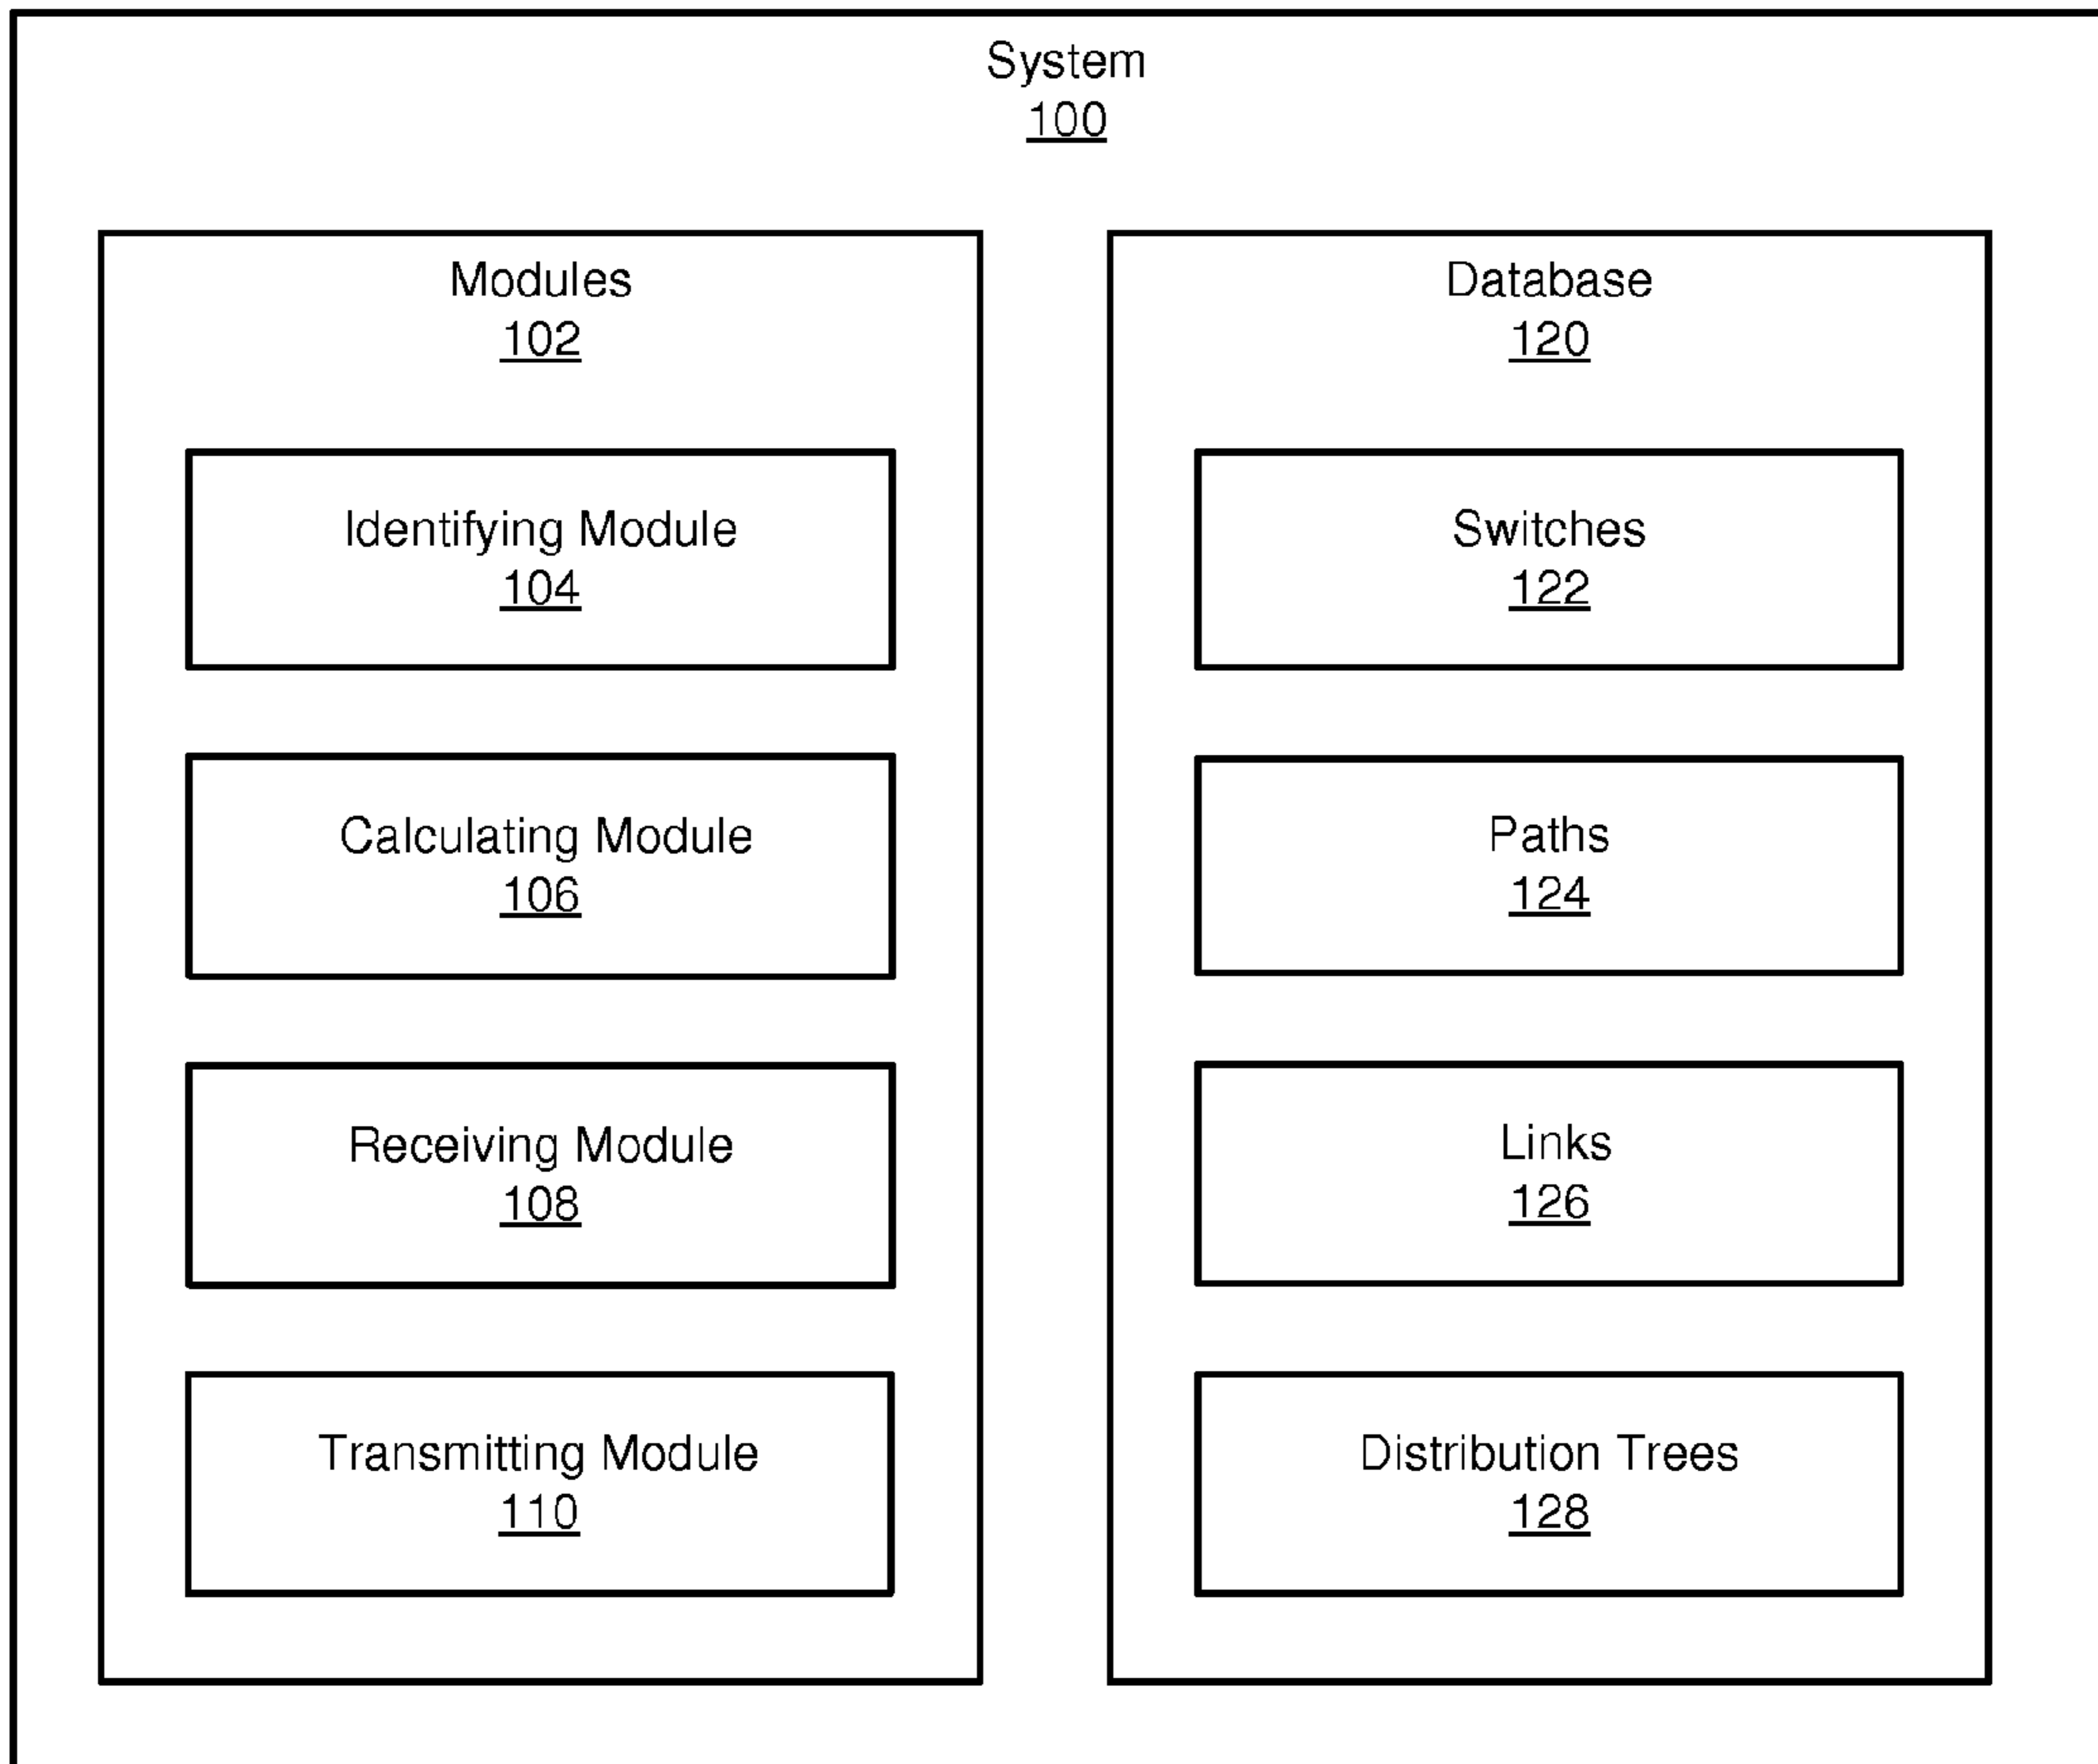 System
100
Modules
102
Identifying Module
104
Calculating Module
106
Receiving Module
108
Transmitting Module
110
Database
120
Switches
122
Paths
124
Links
126
Distribution Trees
128